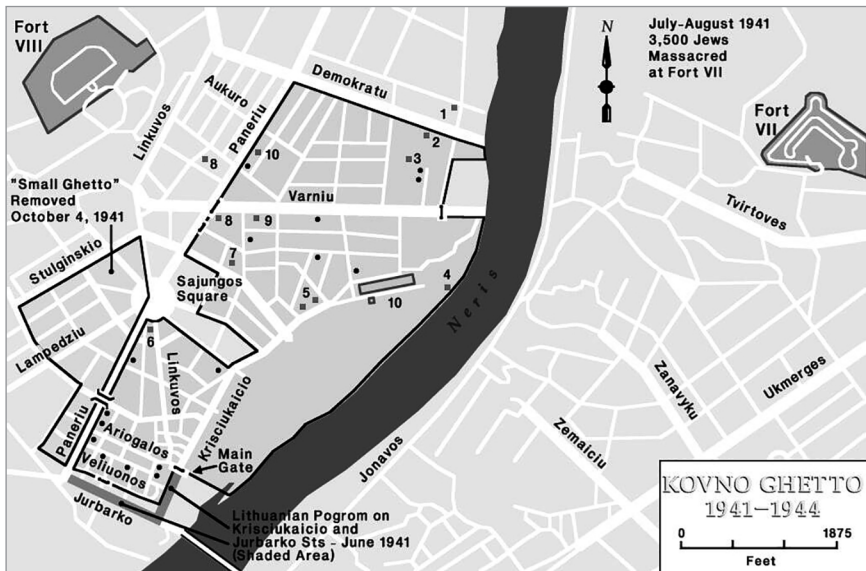 Fort
VIII
July-August 1941
3,500 Jews
Massacred
at Fort VII
N
Fort
VII
Demokratu
Aukuro
Linkuvos
Paneriu
1
2
3
8
10
"Small Ghetto"
Removed
October 4, 1941
Varniu
Tvirtoves
8
9
7
Stulginskio
Sajungos
Square
4
5
10
Neris
6
Lampedziu
Linkuvos
Krisciukaicio
Zanavyku
Ukmerges
Paneriu
Ariogalos
Veliuonos
Main
Gate
Jonavos
Zemaiciu
Jurbarko
Lithuanian Pogrom on
Krisciukaicio and
Jurbarko Sts - June 1941
(Shaded Area)
KOVNO GHETTO
1941-1944
0 1875
Feet